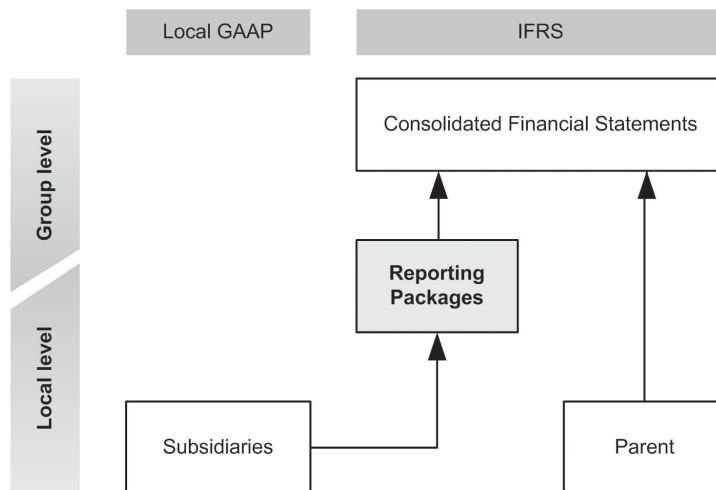 Local GAAP
IFRS
Group level
Consolidated Financial Statements
Reporting
Packages
Local level
Subsidiaries
Parent